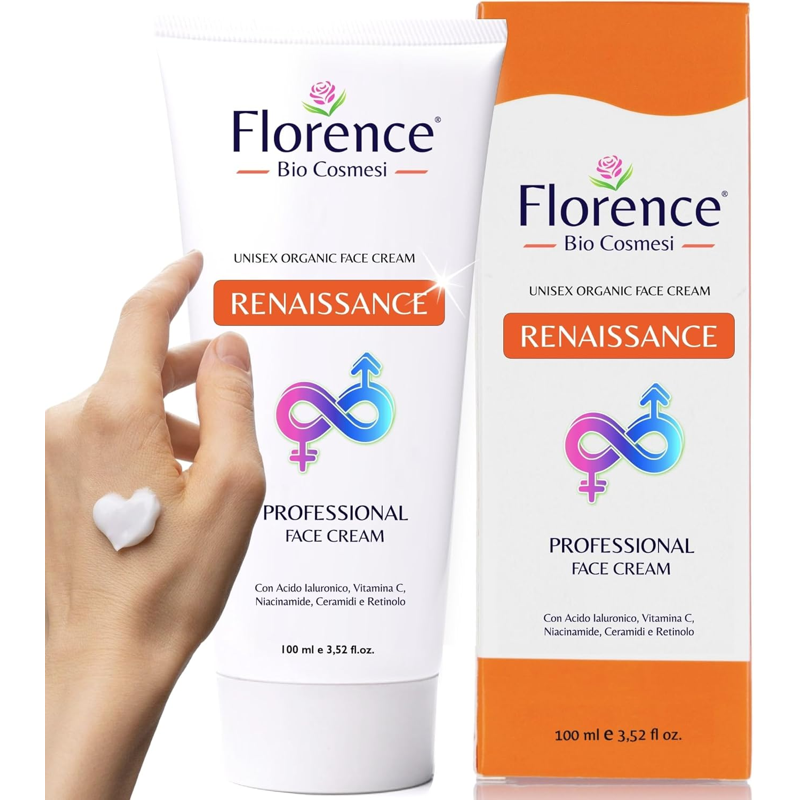 Florence®
Bio Cosmesi
UNISEX ORGANIC FACE CREAM
RENAISSANCE
PROFESSIONAL
FACE CREAM
Con Acido Ialuronico, Vitamina C,
Niacinamide, Ceramidi e Retinolo
100 ml e 3,52 fl.oz.
Florence®
Bio Cosmesi
UNISEX ORGANIC FACE CREAM
RENAISSANCE
PROFESSIONAL
FACE CREAM
Con Acido Ialuronico, Vitamina C,
Niacinamide, Ceramidi e Retinolo
100 ml e 3,52 fl oz.